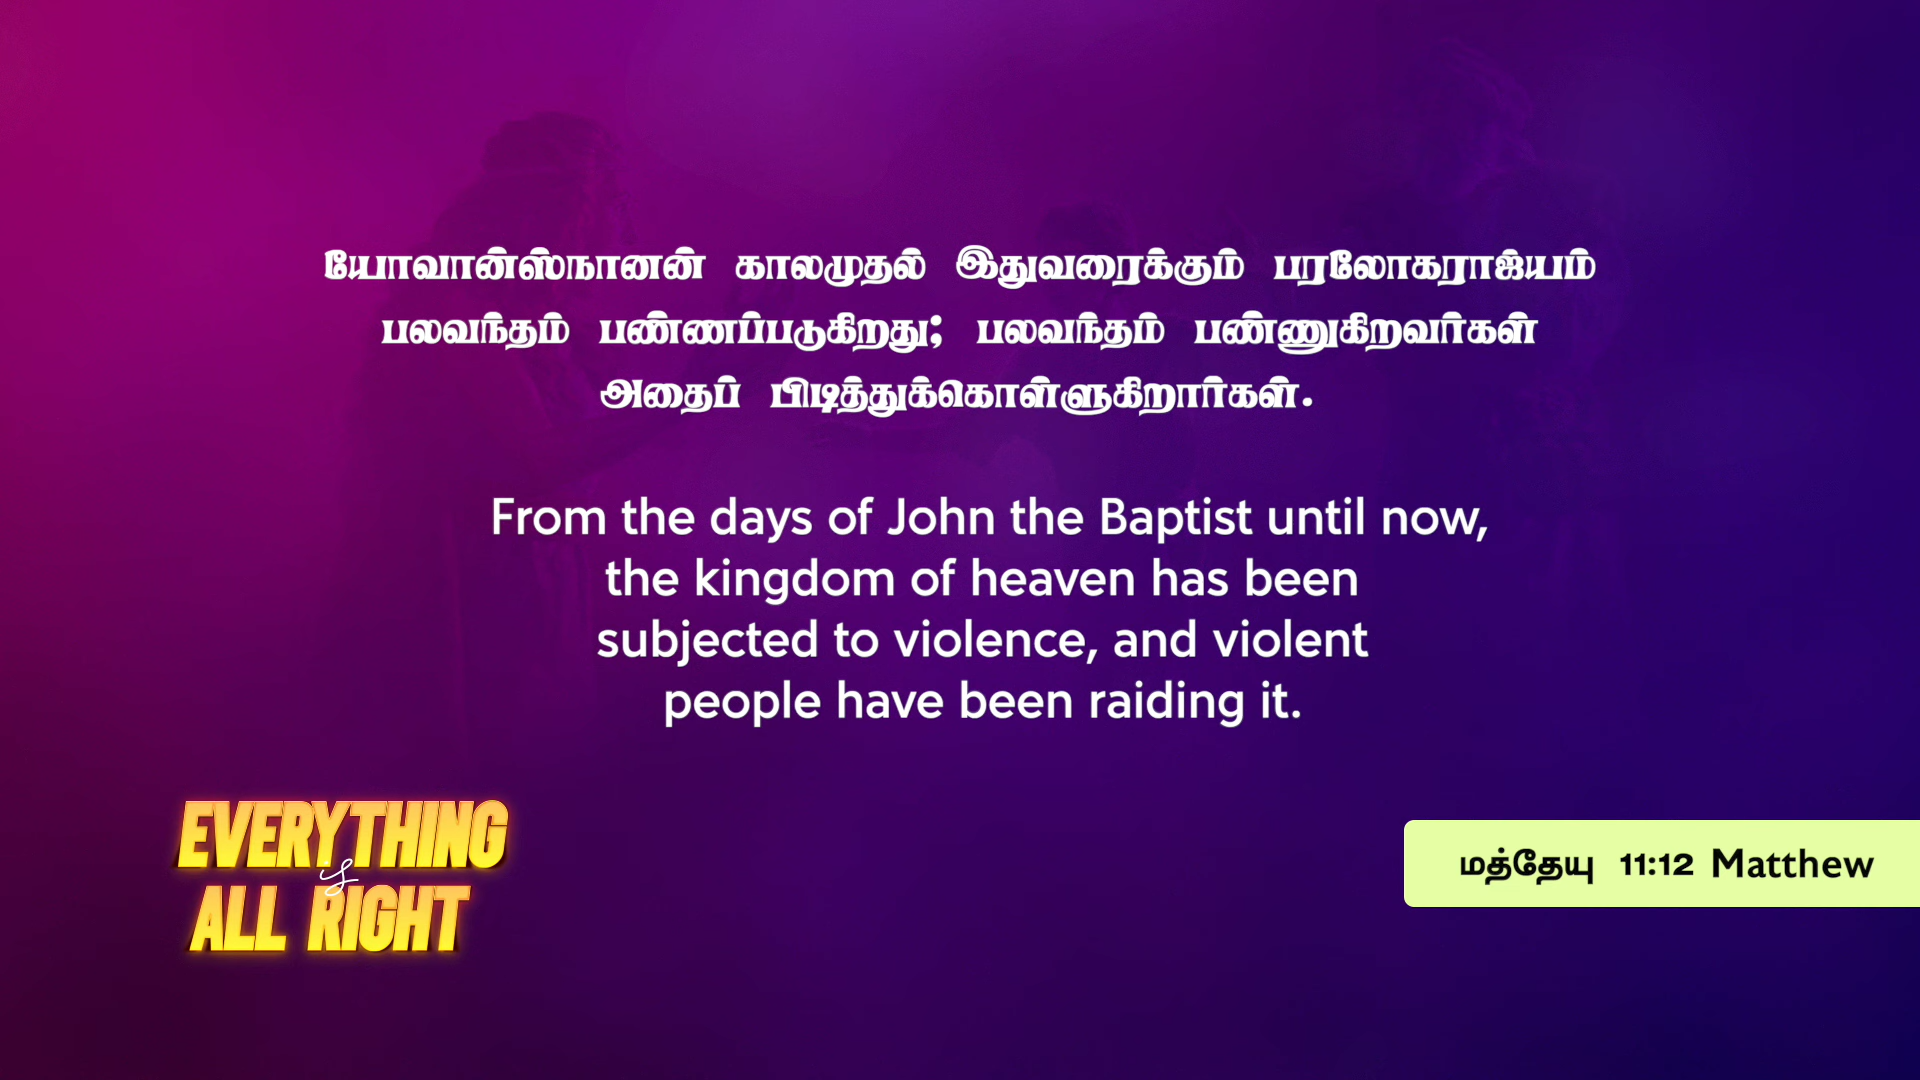 யோவான்ஸ்நானன் காலமுதல் இதுவரைக்கும் பரலோகராஜ்யம்
பலவந்தம் பண்ணப்படுகிறது; பலவந்தம் பண்ணுகிறவர்கள்
அதைப் பிடித்துக்கொள்ளுகிறார்கள்.
From the days of John the Baptist until now,
the kingdom of heaven has been
subjected to violence, and violent
people have been raiding it.
EVERYTHING
is
ALL RIGHT
மத்தேயு 11:12 Matthew